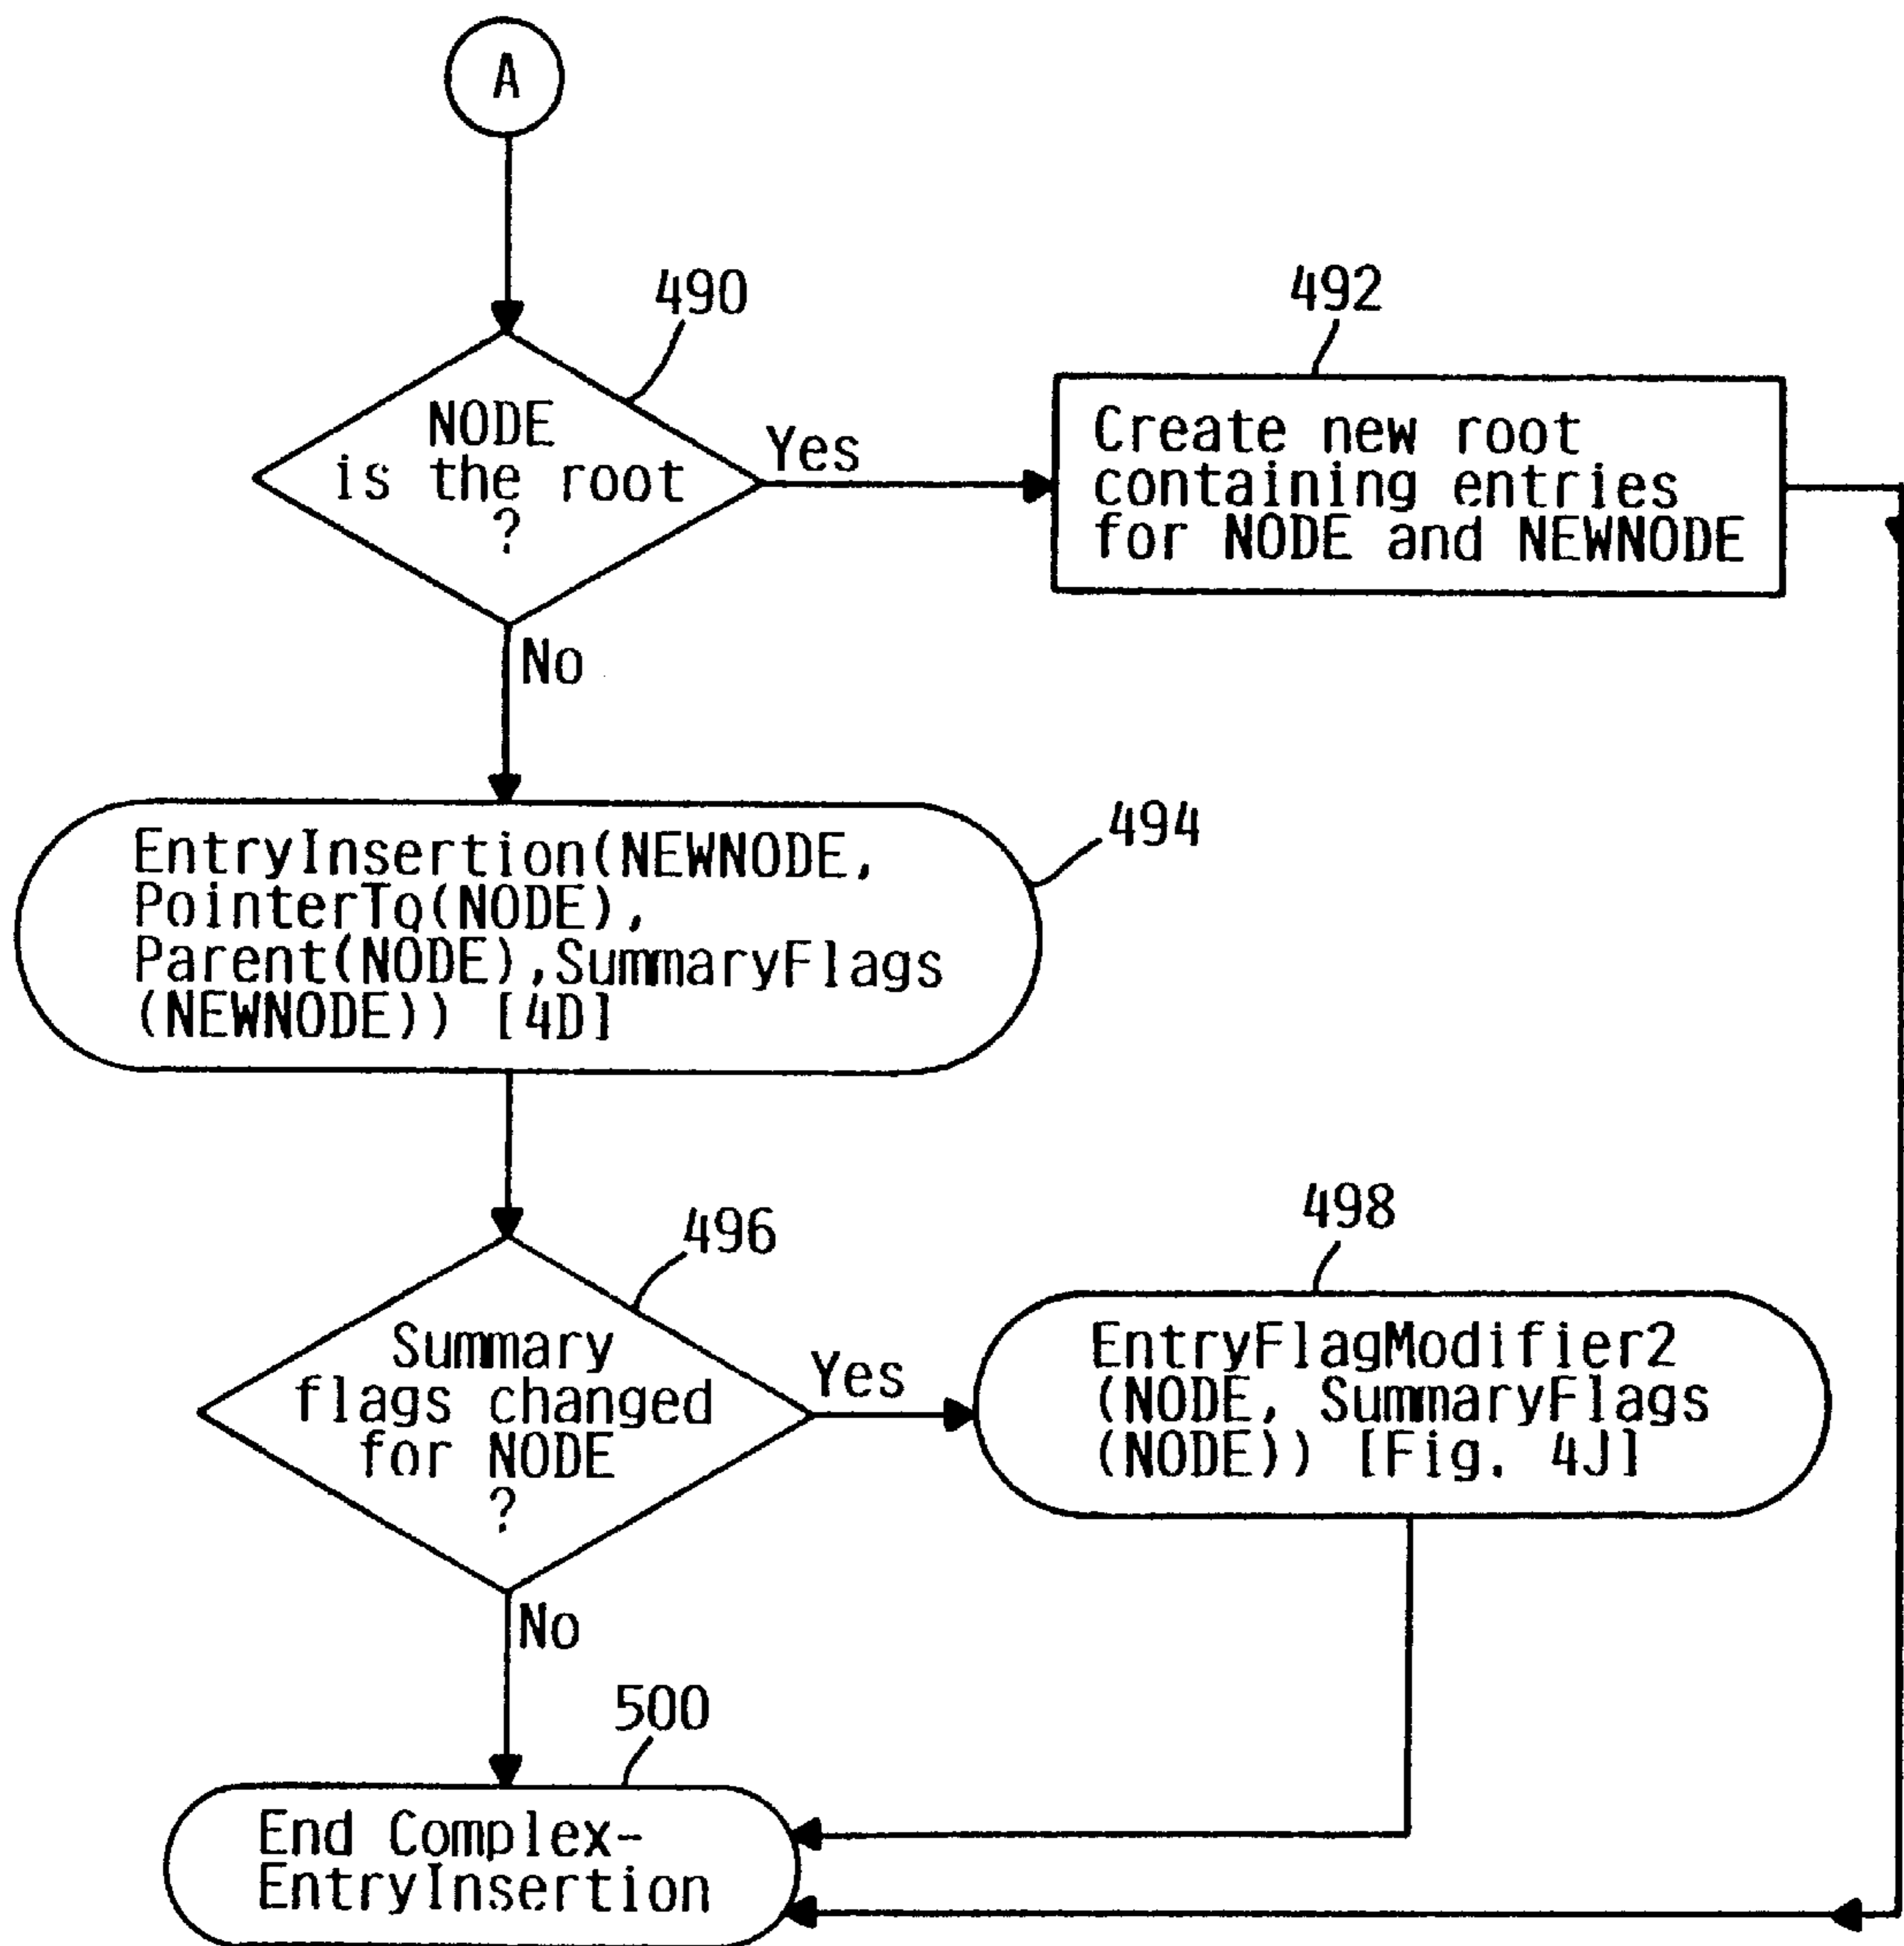 A
490
492
NODE
is the root
?
Yes
Create new root
containing entries
for NODE and NEWNODE
No
494
EntryInsertion(NEWNODE,
PointerTo(NODE),
Parent(NODE),SummaryFlags
(NEWNODE)) [4D]
496
498
Summary
flags changed
for NODE
?
Yes
EntryFlagModifier2
(NODE, SummaryFlags
(NODE)) [Fig. 4J]
No
500
End Complex-
EntryInsertion